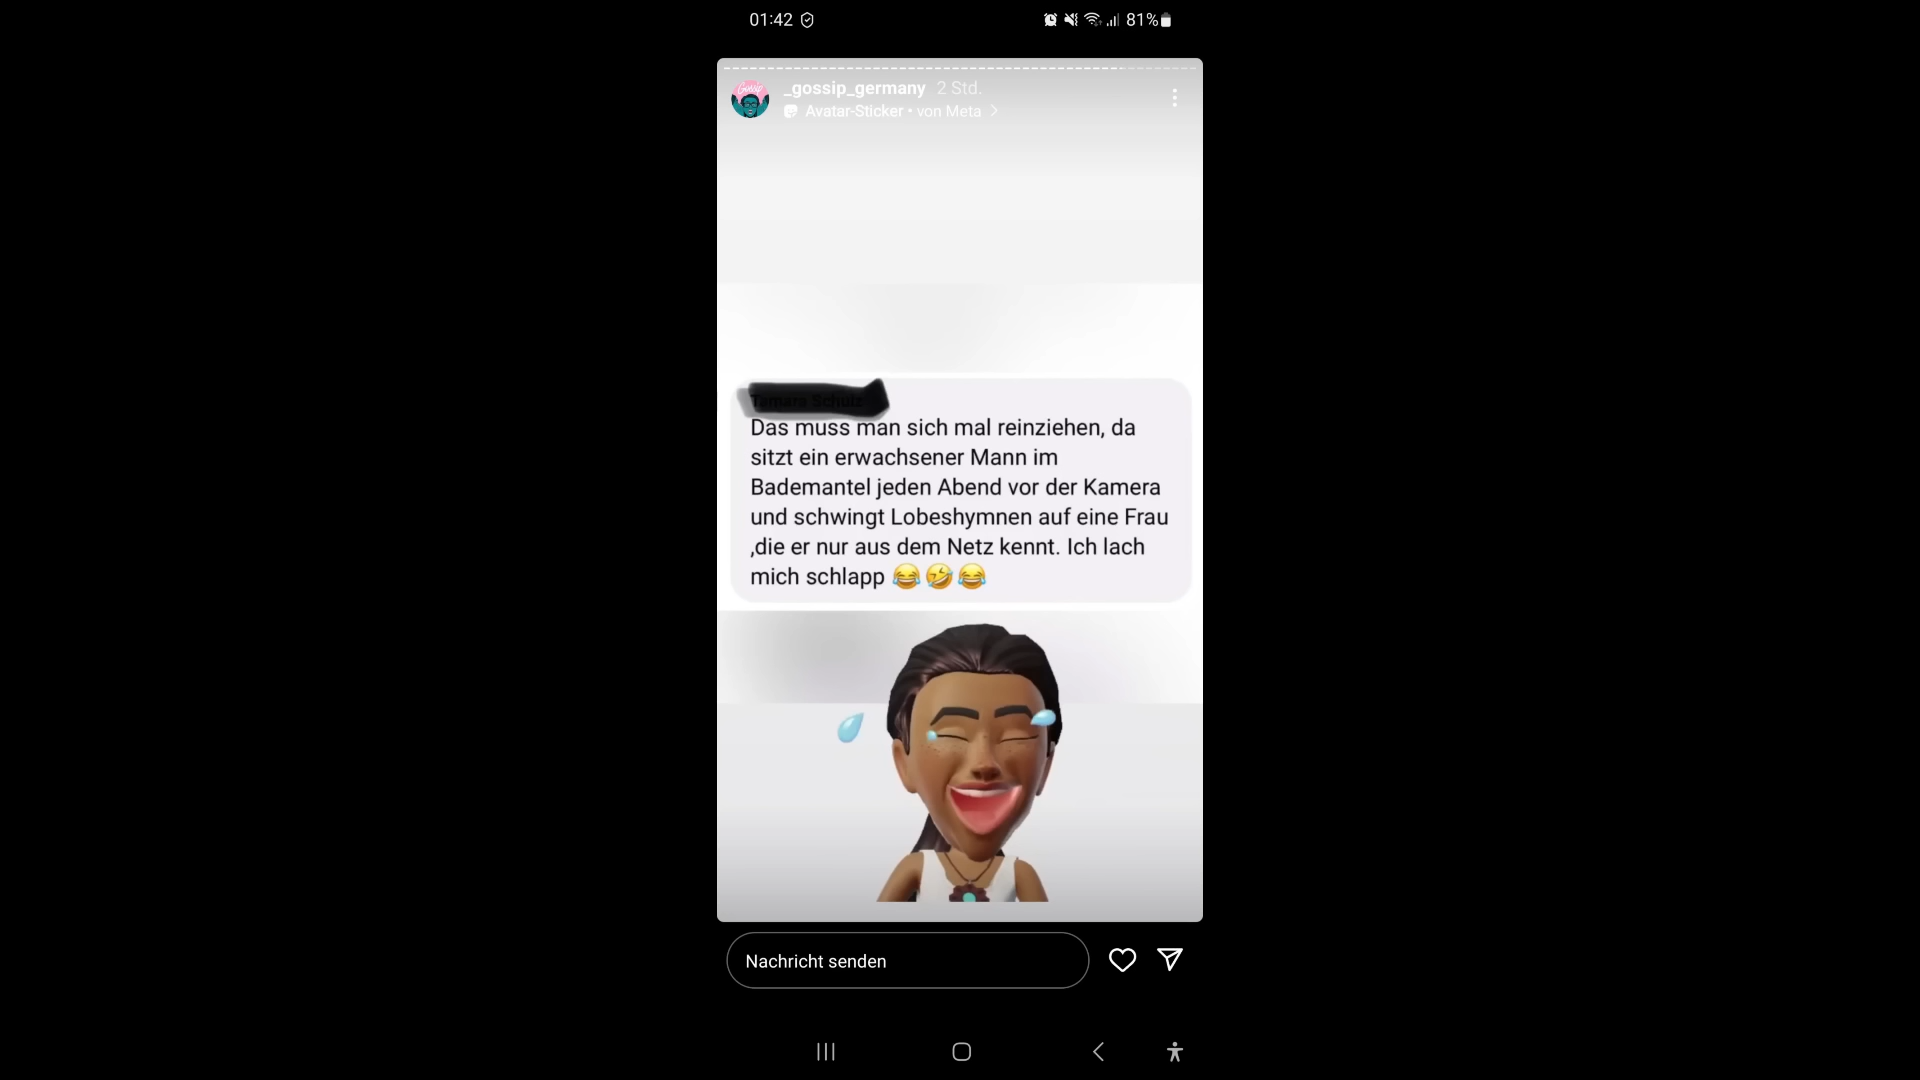 01:42
81%
_gossip_germany 2 Std.
Avatar-Sticker • von Meta
Das muss man sich mal reinziehen, da
sitzt ein erwachsener Mann im
Bademantel jeden Abend vor der Kamera
und schwingt Lobeshymnen auf eine Frau
,die er nur aus dem Netz kennt. Ich lach
mich schlapp 😂🤣😂
Nachricht senden